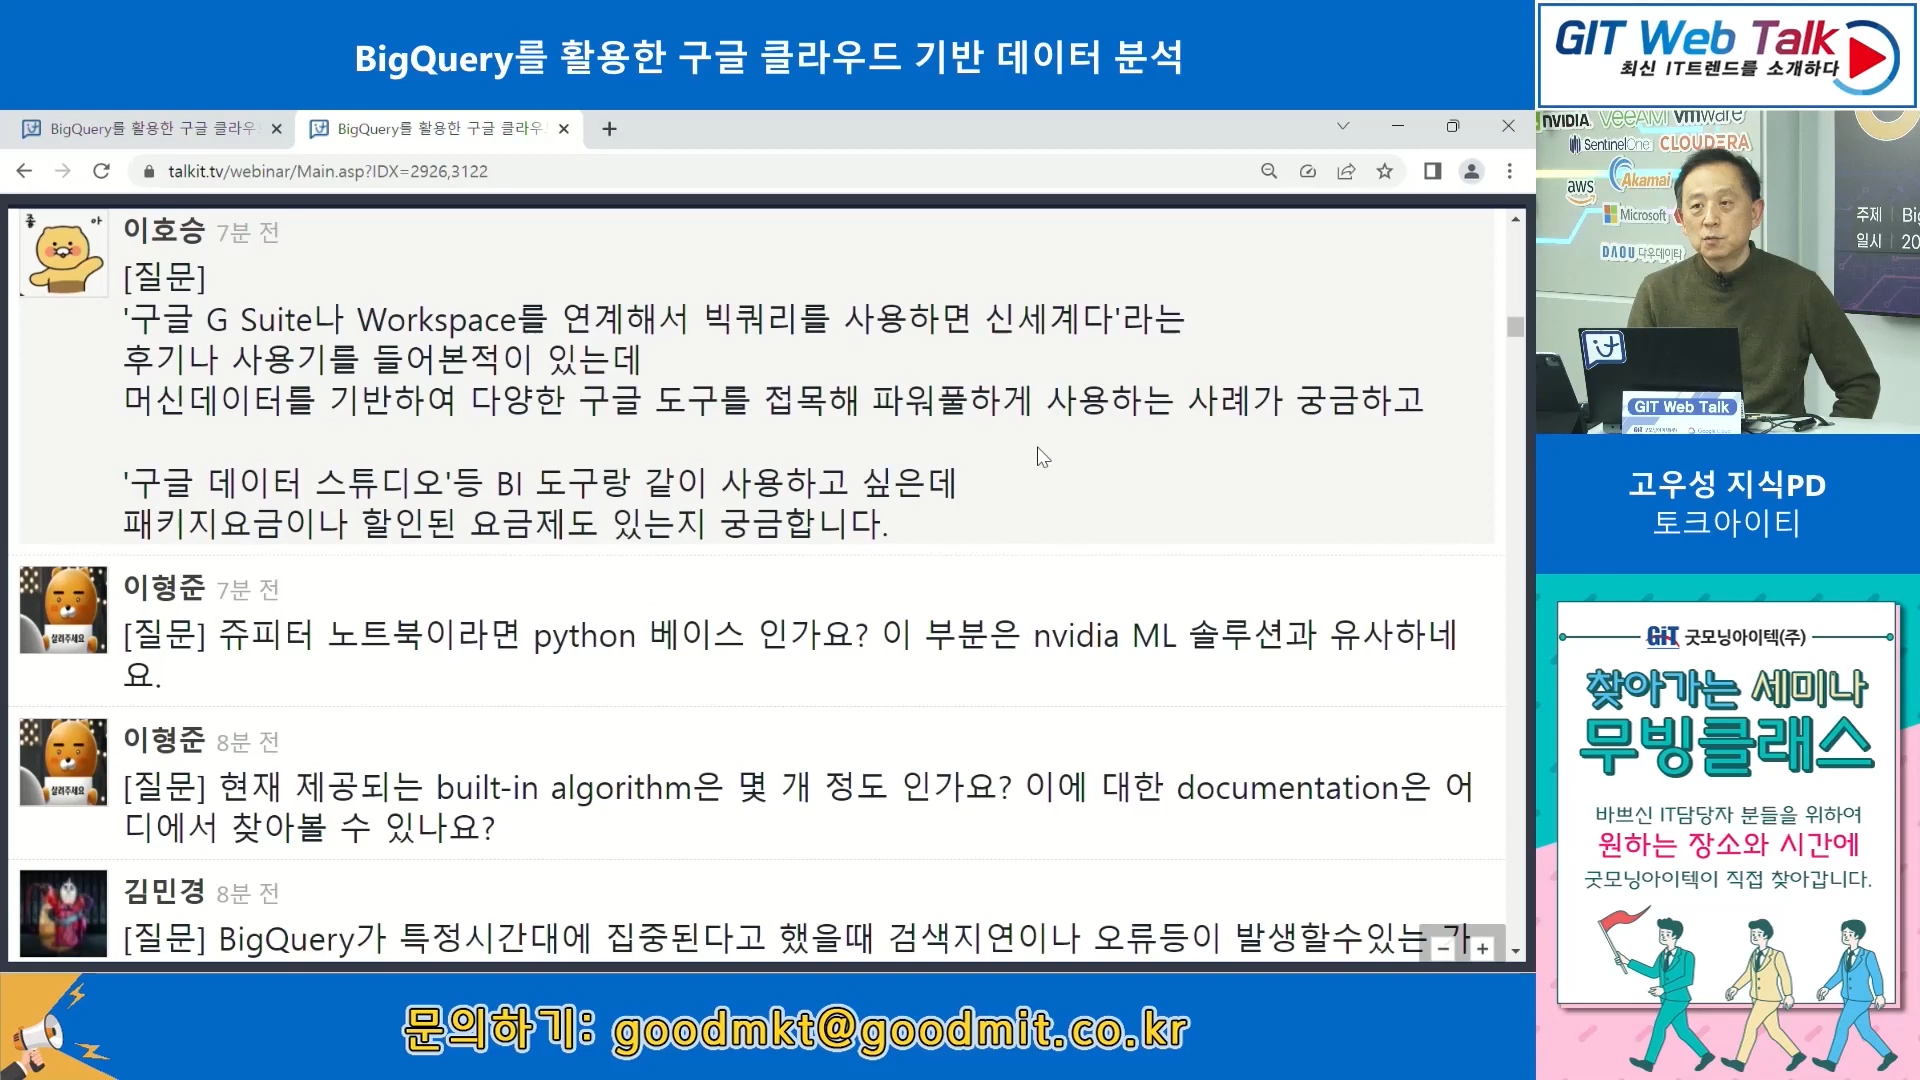 BigQuery를 활용한 구글 클라우드 기반 데이터 분석
GIT Web Talk
최신 IT트렌드를 소개하다
BigQuery를 활용한 구글 클라우
BigQuery를 활용한 구글 클라우
talkit.tv/webinar/Main.asp?IDX=2926,3122
좋 아
이호승 7분 전
[질문]
'구글 G Suite나 Workspace를 연계해서 빅쿼리를 사용하면 신세계다'라는
후기나 사용기를 들어본적이 있는데
머신데이터를 기반하여 다양한 구글 도구를 접목해 파워풀하게 사용하는 사례가 궁금하고
'구글 데이터 스튜디오'등 BI 도구랑 같이 사용하고 싶은데
패키지요금이나 할인된 요금제도 있는지 궁금합니다.
이형준 7분 전
살려주세요
[질문] 쥬피터 노트북이라면 python 베이스 인가요? 이 부분은 nvidia ML 솔루션과 유사하네
요.
이형준 8분 전
살려주세요
[질문] 현재 제공되는 built-in algorithm은 몇 개 정도 인가요? 이에 대한 documentation은 어
디에서 찾아볼 수 있나요?
김민경 8분 전
[질문] BigQuery가 특정시간대에 집중된다고 했을때 검색지연이나 오류등이 발생할수있는 가
문의하기: goodmkt@goodmit.co.kr
NVIDIA veeAM vmware
SentinelOne CLOUDERA
aws Akamai
Microsoft
DAOU 다우데이타
주제 Bi
일시 20
GIT Web Talk
고우성 지식PD
토크아이티
GiT 굿모닝아이텍(주)
찾아가는 세미나
무빙클래스
바쁘신 IT담당자 분들을 위하여
원하는 장소와 시간에
굿모닝아이텍이 직접 찾아갑니다.